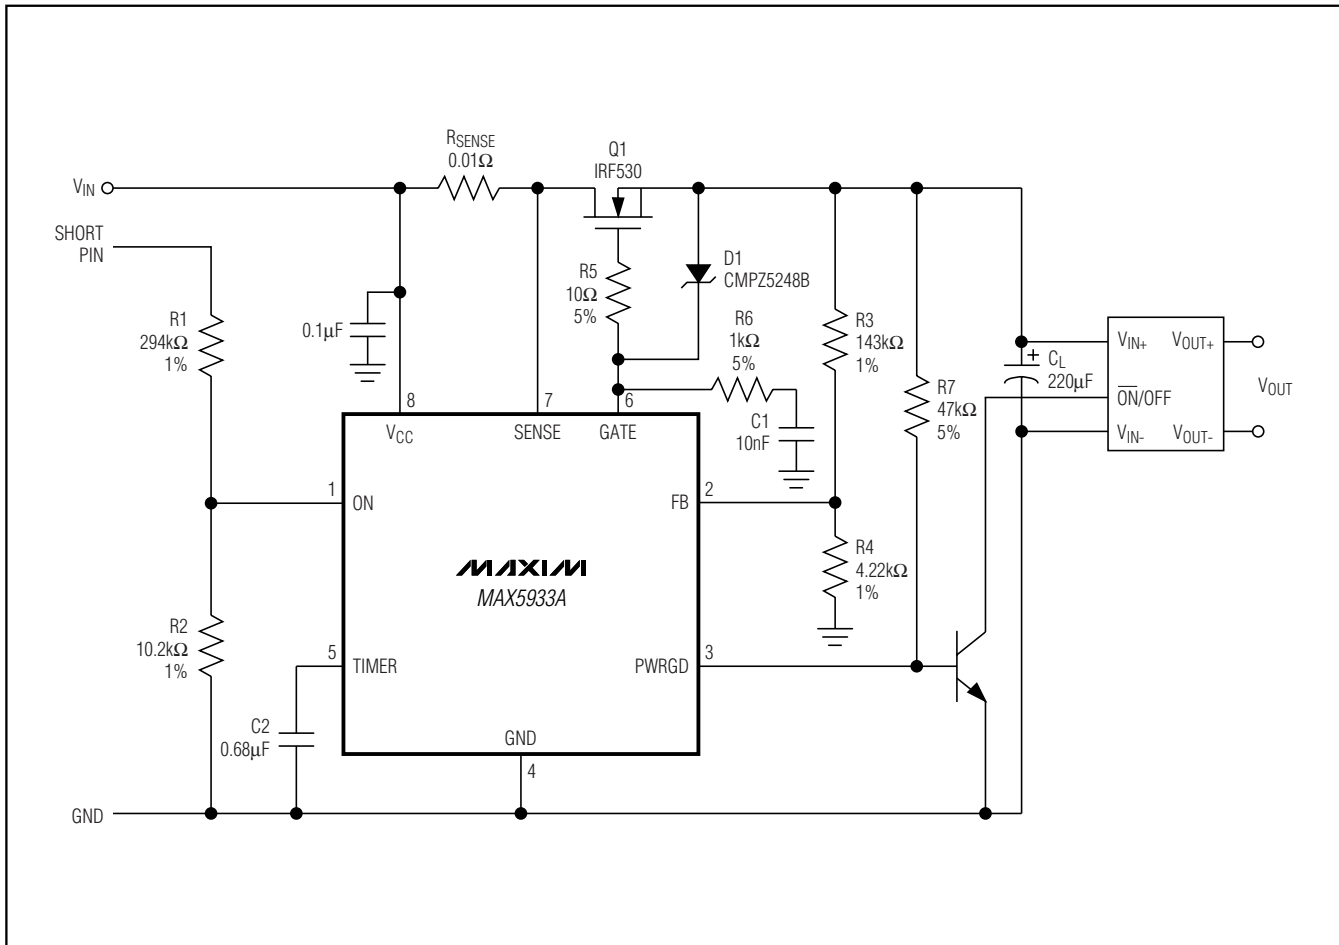 RSENSE
0.01Ω
Q1
IRF530
VIN
SHORT
PIN
R5
10Ω
5%
D1
CMPZ5248B
R1
294kΩ
1%
0.1µF
R6
1kΩ
5%
R3
143kΩ
1%
R7
47kΩ
5%
+
CL
220µF
VIN+
VOUT+
ON/OFF
VIN-
VOUT-
VOUT
8
7
6
VCC
SENSE
GATE
C1
10nF
1
ON
2
FB
MAXIM
MAX5933A
R4
4.22kΩ
1%
R2
10.2kΩ
1%
5
TIMER
3
PWRGD
C2
0.68µF
GND
4
GND